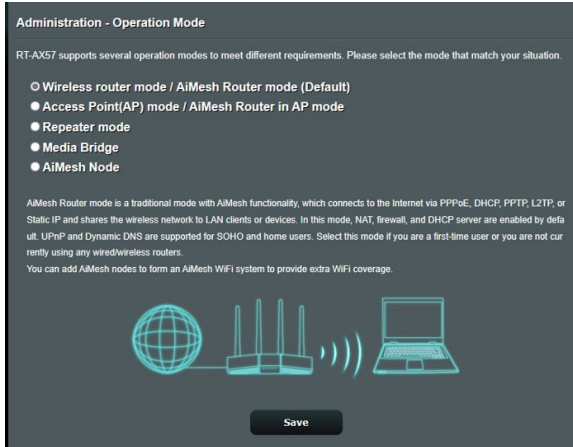 Administration - Operation Mode
RT-AX57 supports several operation modes to meet different requirements. Please select the mode that match your situation.
Wireless router mode / AiMesh Router mode (Default)
Access Point(AP) mode / AiMesh Router in AP mode
Repeater mode
Media Bridge
AiMesh Node
AiMesh Router mode is a traditional mode with AiMesh functionality, which connects to the Internet via PPPoE, DHCP, PPTP, L2TP, or
Static IP and shares the wireless network to LAN clients or devices. In this mode, NAT, firewall, and DHCP server are enabled by defa
ult. UPnP and Dynamic DNS are supported for SOHO and home users. Select this mode if you are a first-time user or you are not cur
rently using any wired/wireless routers.
You can add AiMesh nodes to form an AiMesh WiFi system to provide extra WiFi coverage.
Save